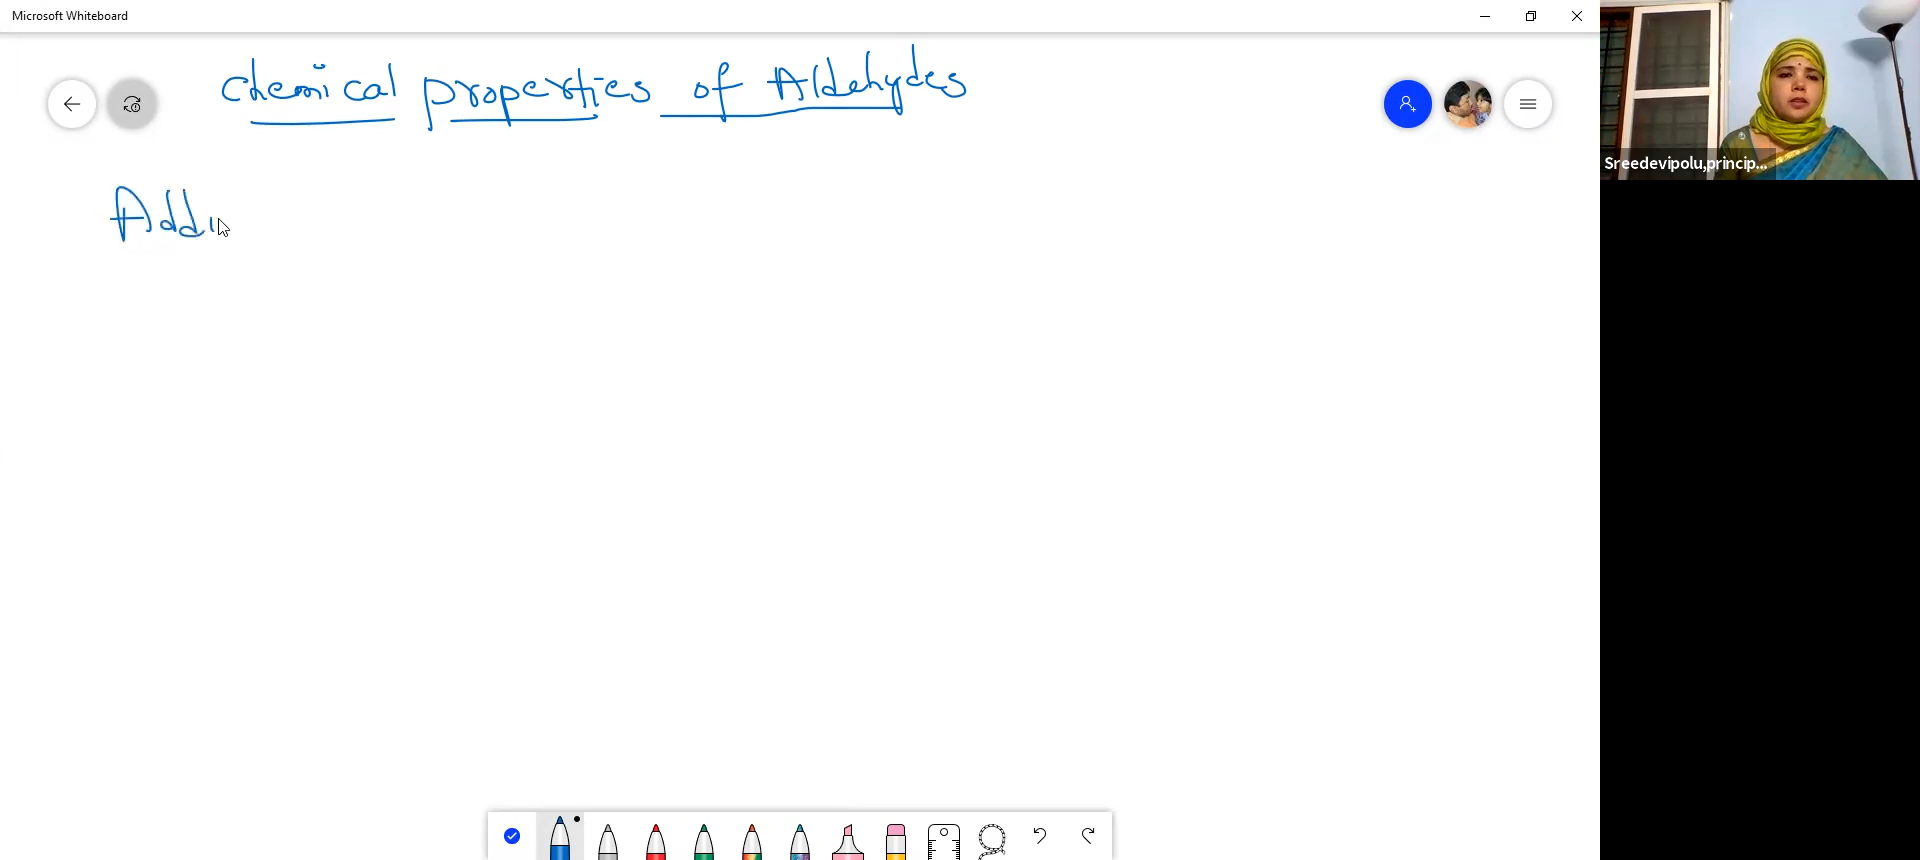 Microsoft Whiteboard
chemical properties of Aldehydes
Addi
Sreedevipolu,princip...